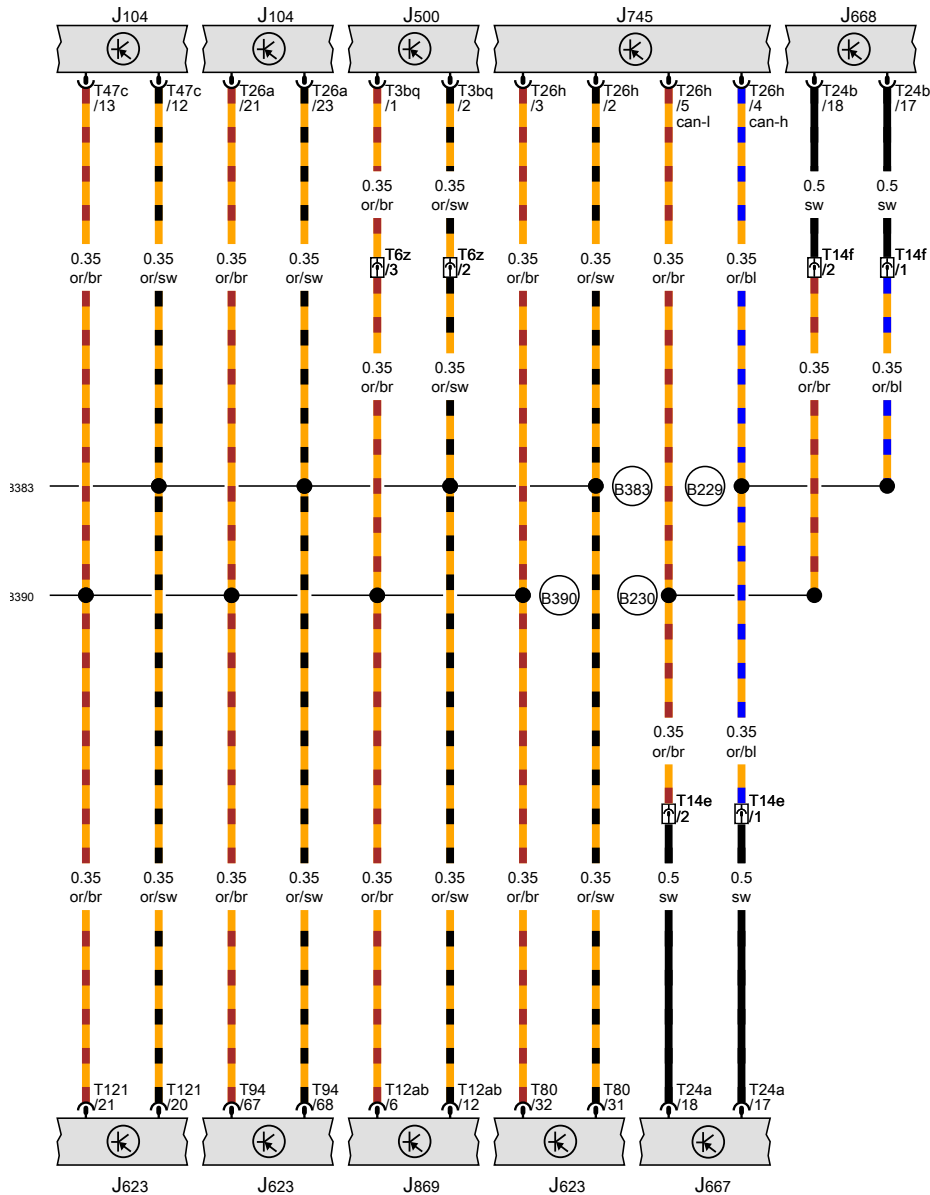 J104 J104 J500 J745 J668
T47c T47c T26a T26a T3bq T3bq T26h T26h T26h T26h T24b T24b
/13 /12 /21 /23 /1 /2 /3 /2 /5 /4 /18 /17
can-l can-h
0.35 0.35 0.5 0.5
or/br or/sw sw sw
T6z T6z T14f T14f
/3 /2 /2 /1
0.35 0.35 0.35 0.35 0.35 0.35 0.35 0.35
or/br or/sw or/br or/sw or/br or/sw or/br or/bl
0.35 0.35 0.35 0.35
or/br or/sw or/br or/bl
B383 B229
B390 B230
0.35 0.35
or/br or/bl
T14e T14e
/2 /1
0.35 0.35 0.35 0.35 0.35 0.35 0.35 0.35 0.5 0.5
or/br or/sw or/br or/sw or/br or/sw or/br or/sw sw sw
T121 T121 T94 T94 T12ab T12ab T80 T80 T24a T24a
/21 /20 /67 /68 /6 /12 /32 /31 /18 /17
J623 J623 J869 J623 J667